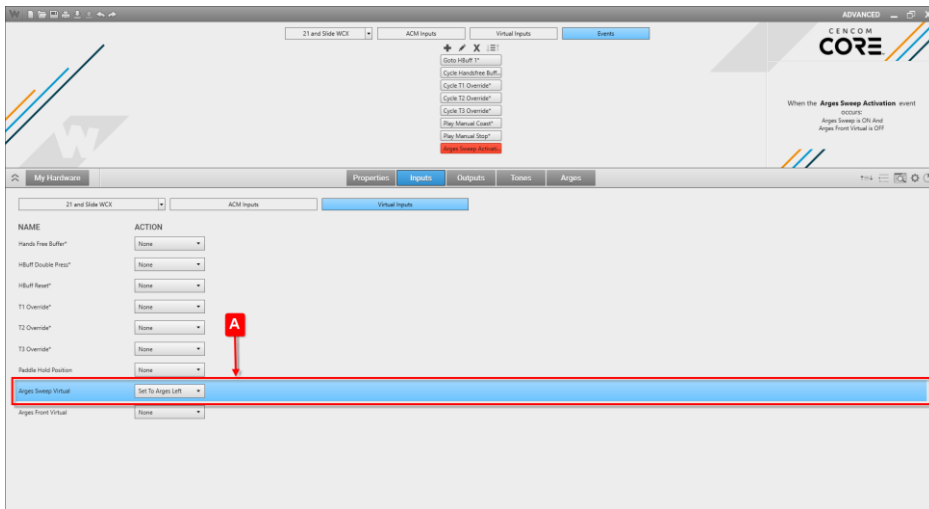 ADVANCED
21 and Slide WCX ACM Inputs Virtual Inputs Events
CENCOM
CORE
Goto HBuff 1*
Cycle Handsfree Buff...
Cycle T1 Override*
Cycle T2 Override*
Cycle T3 Override*
Play Manual Coast*
Play Manual Stop*
Arges Sweep Activati...
When the Arges Sweep Activation event
occurs:
Arges Sweep is ON And
Arges Front Virtual is OFF
My Hardware Properties Inputs Outputs Tones Arges
21 and Slide WCX ACM Inputs Virtual Inputs
NAME ACTION
Hands Free Buffer* None
HBuff Double Press* None
HBuff Reset* None
T1 Override* None
T2 Override* None
A
T3 Override* None
Paddle Hold Position None
Arges Sweep Virtual Set To Arges Left
Arges Front Virtual None